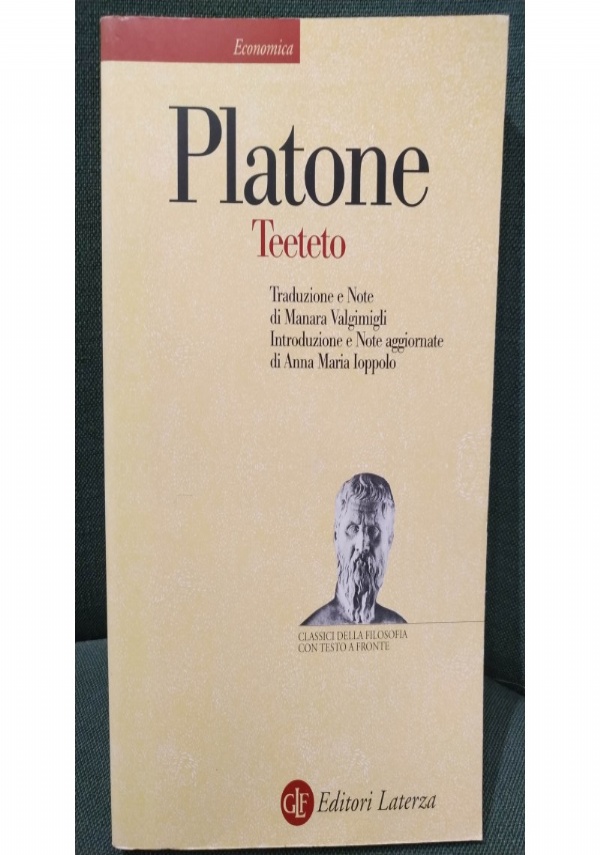 Economica
Platone
Teeteto
Traduzione e Note
di Manara Valgimigli
Introduzione e Note aggiornate
di Anna Maria Ioppolo
CLASSICI DELLA FILOSOFIA
CON TESTO A FRONTE
GLF Editori Laterza